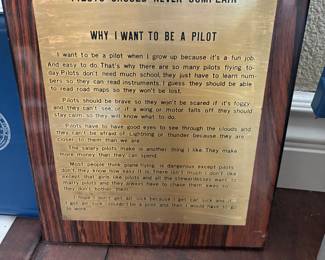 PILOTS SHOULD NEVER COMPLAIN
WHY I WANT TO BE A PILOT
I want to be a pilot when I grow up because it's a fun job
And easy to do. That's why there are so many pilots flying to-
day. Pilots don't need much school, they just have to learn num-
bers so they can read instruments. I guess they should be able
to read road maps so they won't be lost.
Pilots should be brave so they won't be scared if it's foggy
and they can't see, or if a wing or motor falls off they should
stay calm so they will know what to do.
Pilots have to have good eyes to see through the clouds and
they can't be afraid of lightning or thunder because they are
closer to them than we are.
The salary pilots make is another thing I like. They make
more money than they can spend.
Most people think plane flying is dangerous except pilots
don't they know how easy it is. There isn't much I don't like
except that girls like pilots and all the stewardesses want to
marry pilots and they always have to chase them away so
they don't bother them.
I hope I don't get air sick because I get car sick and if
I get air sick I couldn't be a pilot and then I would have to go
to work.